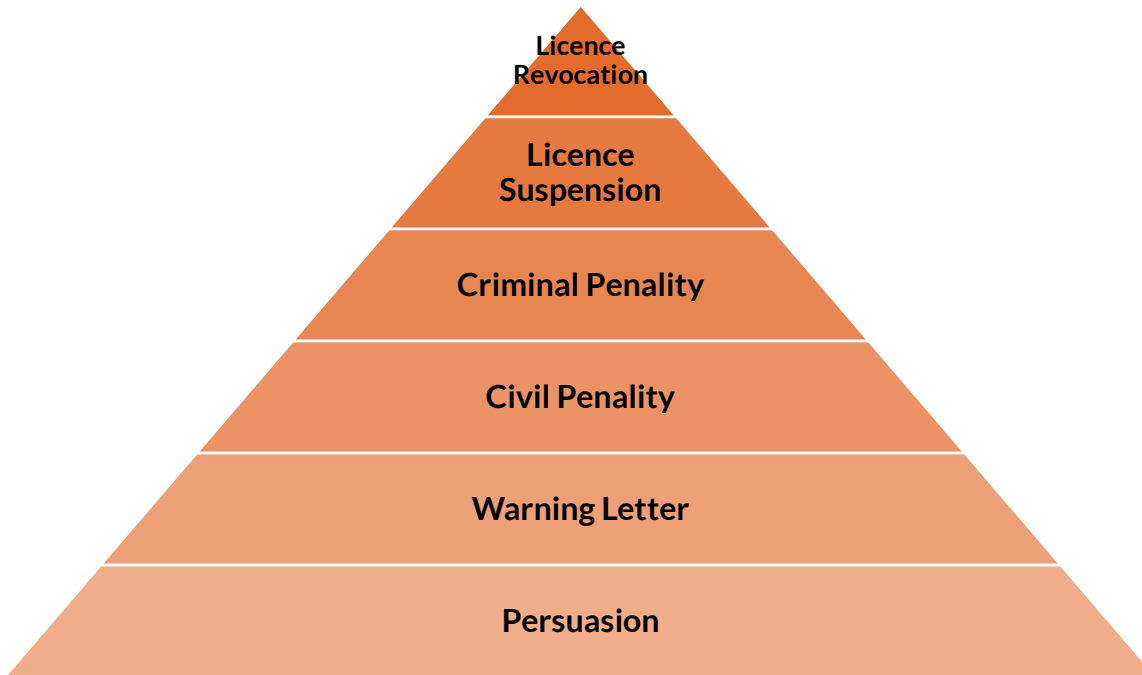 Licence
Revocation
Licence
Suspension
Criminal Penality
Civil Penality
Warning Letter
Persuasion